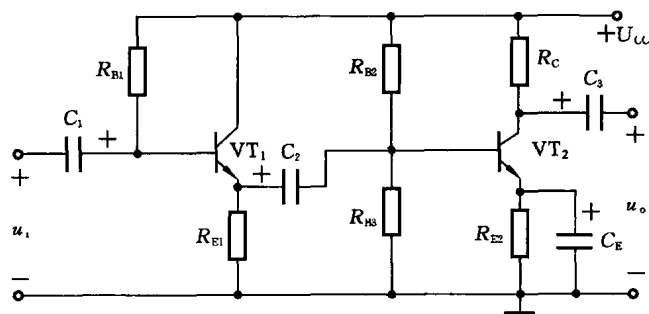 +U_cc
R_B1
R_B2
R_C
C_1
+
VT_1
C_2
+
+
C_3
VT_2
+
+
+
u_i
R_E1
R_B3
R_E2
+
C_E
u_o
−
−